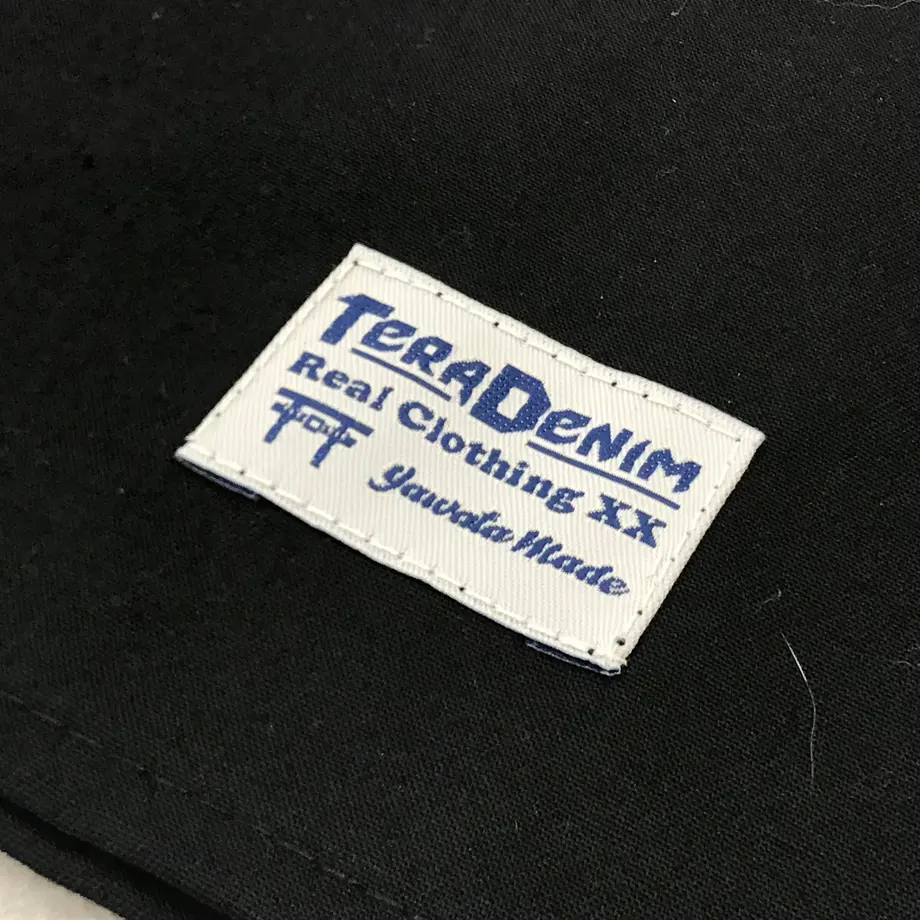 TERADENIM
Real Clothing XX
Yawata Made